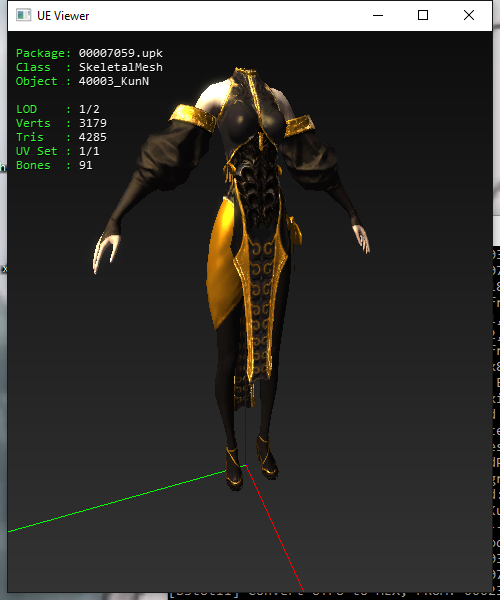 UE Viewer
Package: 00007059.upk
Class : SkeletalMesh
Object : 40003_KunN
LOD : 1/2
Verts : 3179
Tris : 4285
UV Set : 1/1
Bones : 91